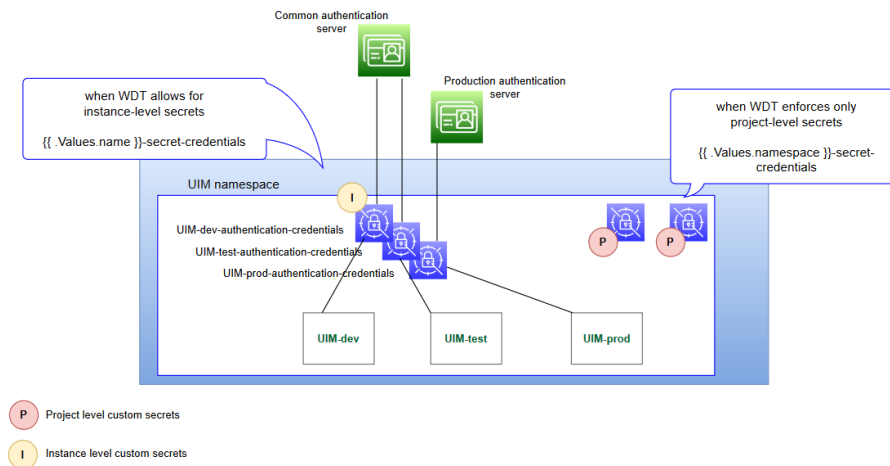 Common authentication
server
Production authentication
server
when WDT allows for
instance-level secrets
{{ .Values.name }}-secret-credentials
when WDT enforces only
project-level secrets
{{ .Values.namespace }}-secret-
credentials
UIM namespace
I
UIM-dev-authentication-credentials
UIM-test-authentication-credentials
UIM-prod-authentication-credentials
P
P
UIM-dev
UIM-test
UIM-prod
P
Project level custom secrets
I
Instance level custom secrets